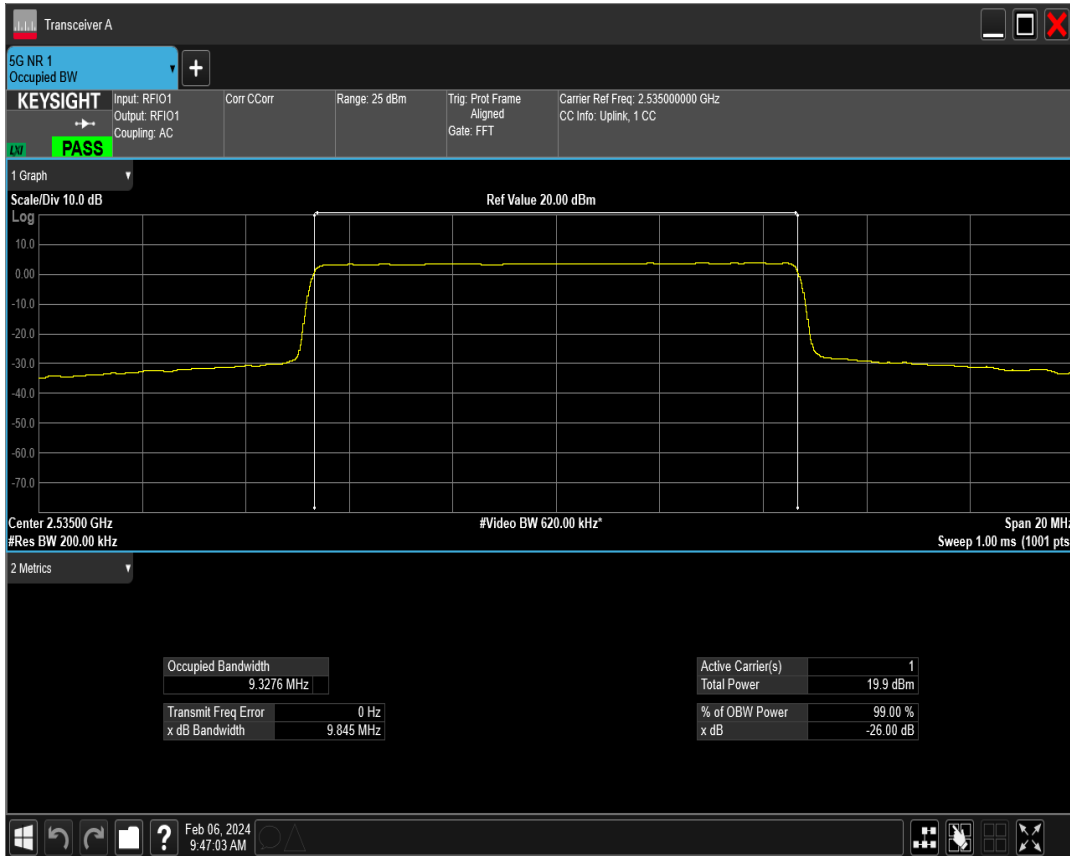 Transceiver A
5G NR 1
Occupied BW
KEYSIGHT
LXI
PASS
Input: RFIO1
Output: RFIO1
Coupling: AC
Corr CCorr
Range: 25 dBm
Trig: Prot Frame
Aligned
Gate: FFT
Carrier Ref Freq: 2.535000000 GHz
CC Info: Uplink, 1 CC
1 Graph
Scale/Div 10.0 dB
Ref Value 20.00 dBm
Log
10.0
0.00
-10.0
-20.0
-30.0
-40.0
-50.0
-60.0
-70.0
Center 2.53500 GHz
#Video BW 620.00 kHz*
Span 20 MHz
#Res BW 200.00 kHz
Sweep 1.00 ms (1001 pts
2 Metrics
Occupied Bandwidth
9.3276 MHz
Transmit Freq Error 0 Hz
x dB Bandwidth 9.845 MHz
Active Carrier(s) 1
Total Power 19.9 dBm
% of OBW Power 99.00 %
x dB -26.00 dB
?
Feb 06, 2024
9:47:03 AM